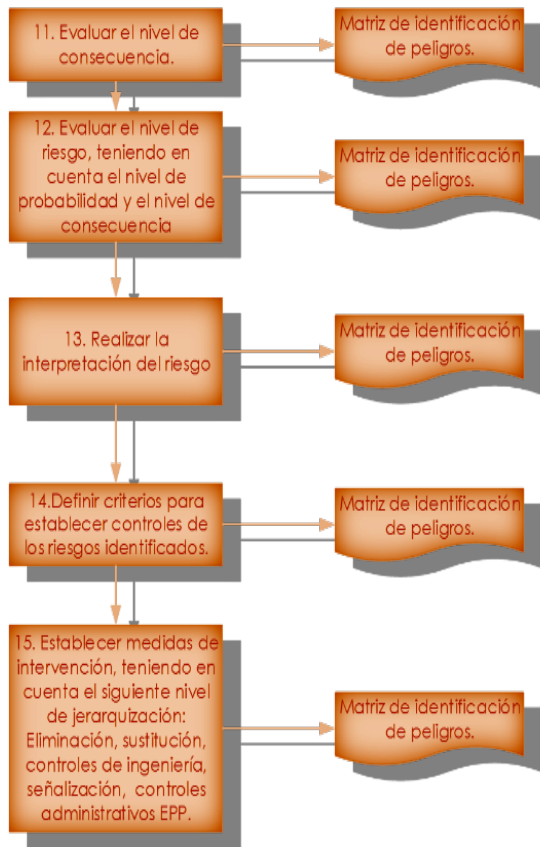 11. Evaluar el nivel de
consecuencia.
Matriz de identificación
de peligros.
12. Evaluar el nivel de
riesgo, teniendo en
cuenta el nivel de
probabilidad y el nivel de
consecuencia
Matriz de identificación
de peligros.
13. Realizar la
interpretación del riesgo
Matriz de identificación
de peligros.
14.Definir criterios para
establecer controles de
los riesgos identificados.
Matriz de identificación
de peligros.
15. Establecer medidas de
intervención, teniendo en
cuenta el siguiente nivel
de jerarquización:
Eliminación, sustitución,
controles de ingeniería,
señalización, controles
administrativos EPP.
Matriz de identificación
de peligros.